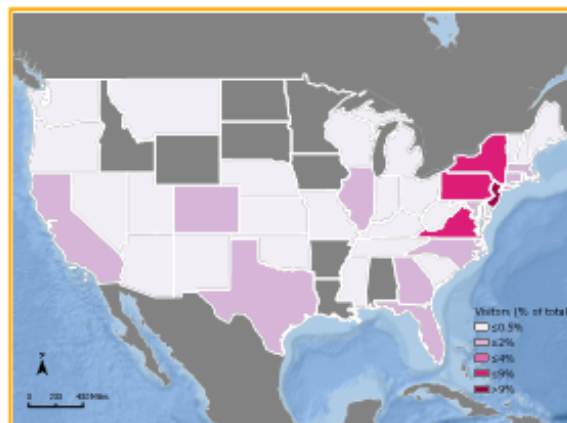 Visitors (% of total
≤0.5%
≤2%
≤4%
≤9%
>9%
N
0 200 400 Miles